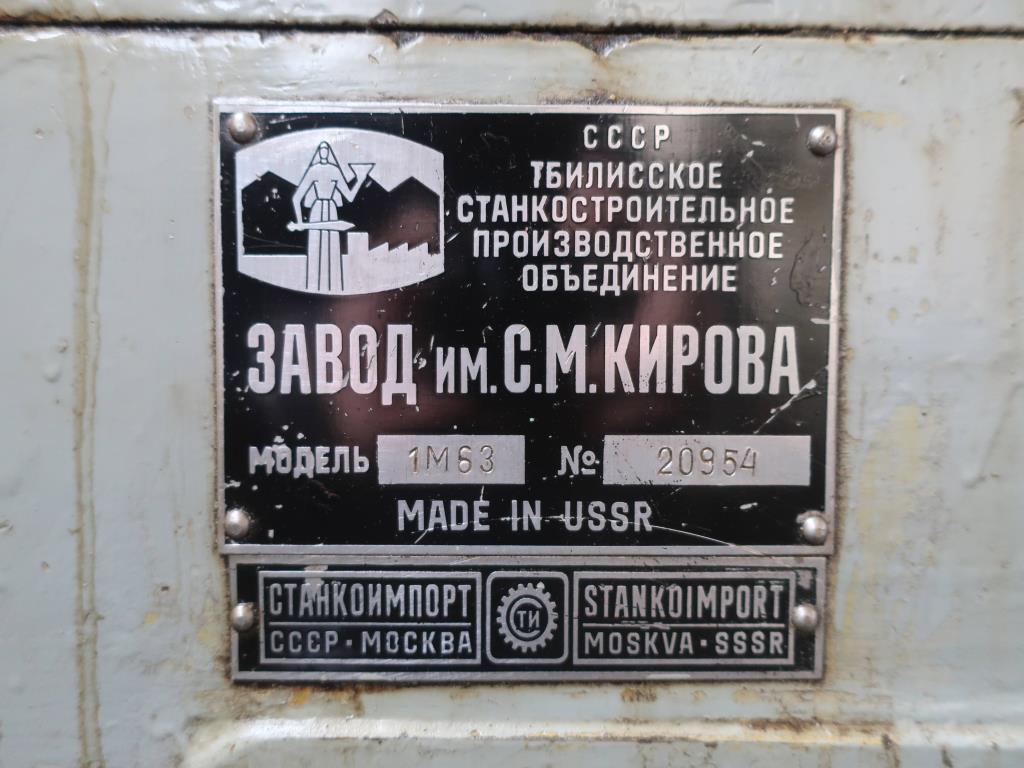 СССР
ТБИЛИССКОЕ
СТАНКОСТРОИТЕЛЬНОЕ
ПРОИЗВОДСТВЕННОЕ
ОБЪЕДИНЕНИЕ
ЗАВОД им. С.М.КИРОВА
МОДЕЛЬ 1М63 № 20954
MADE IN USSR
СТАНКОИМПОРТ
СССР·МОСКВА
ТИ
STANKOIMPORT
MOSKVA·SSSR